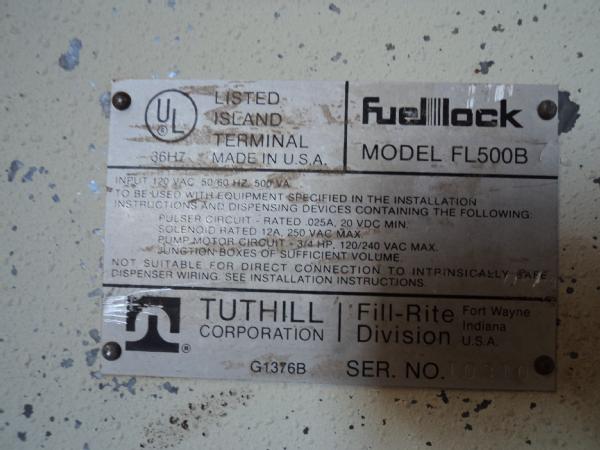 UL
LISTED
ISLAND
TERMINAL
36H7 MADE IN U.S.A.
fuel lock
MODEL FL500B
INPUT 120 VAC 50/60 HZ, 500 VA
TO BE USED WITH EQUIPMENT SPECIFIED IN THE INSTALLATION
INSTRUCTIONS AND DISPENSING DEVICES CONTAINING THE FOLLOWING:
PULSER CIRCUIT - RATED .025A, 20 VDC MIN.
SOLENOID RATED 12A, 250 VAC MAX.
PUMP MOTOR CIRCUIT - 3/4 HP, 120/240 VAC MAX.
JUNCTION BOXES OF SUFFICIENT VOLUME.
NOT SUITABLE FOR DIRECT CONNECTION TO INTRINSICALLY SAFE
DISPENSER WIRING. SEE INSTALLATION INSTRUCTIONS.
TUTHILL
CORPORATION
Fill-Rite
Division
Fort Wayne
Indiana
U.S.A.
G1376B
SER. NO.